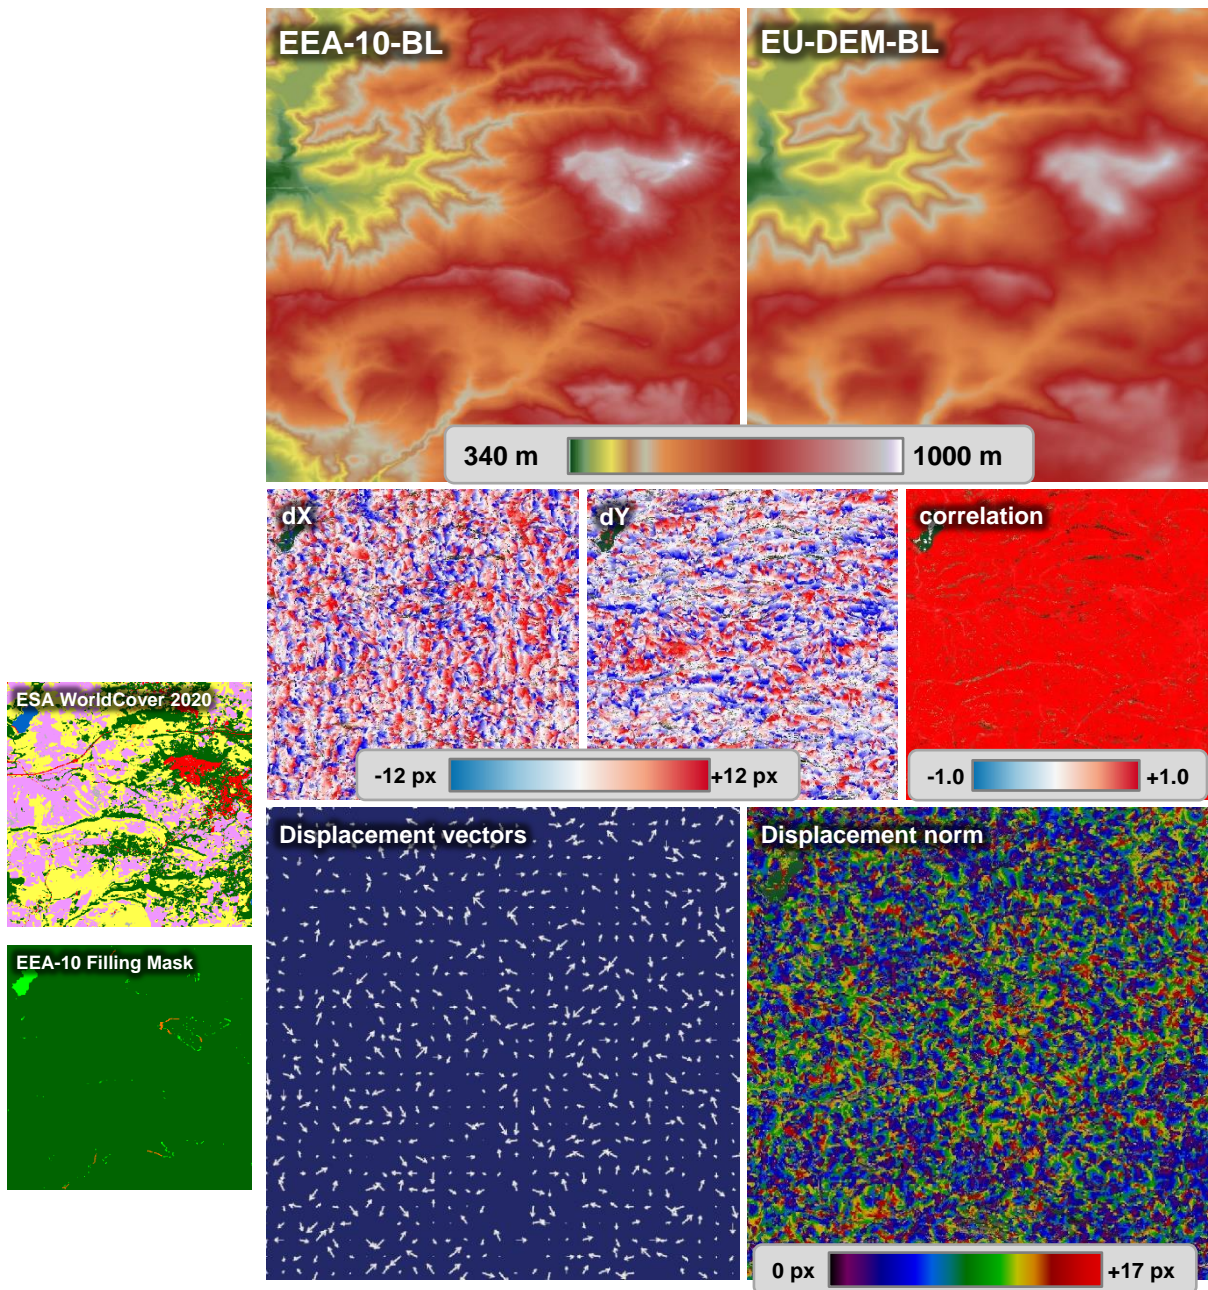 EEA-10-BL
EU-DEM-BL
340 m
1000 m
dX
dY
correlation
-12 px
+12 px
-1.0
+1.0
ESA WorldCover 2020
EEA-10 Filling Mask
Displacement vectors
Displacement norm
0 px
+17 px